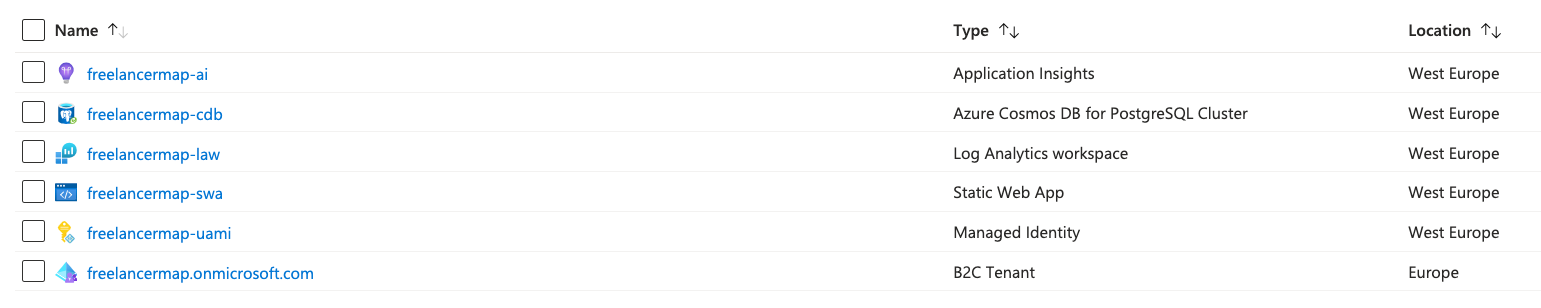 Name ↑↓ Type ↑↓ Location ↑↓
freelancermap-ai Application Insights West Europe
freelancermap-cdb Azure Cosmos DB for PostgreSQL Cluster West Europe
freelancermap-law Log Analytics workspace West Europe
freelancermap-swa Static Web App West Europe
freelancermap-uami Managed Identity West Europe
freelancermap.onmicrosoft.com B2C Tenant Europe